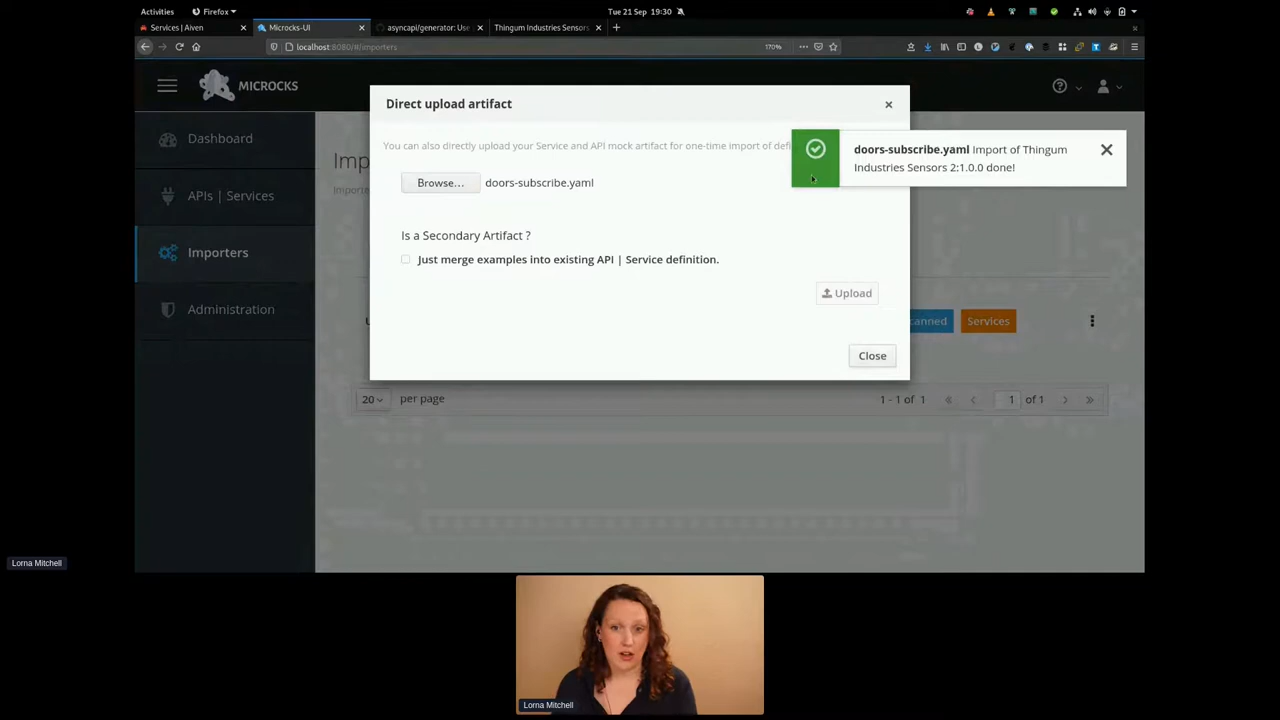 Activities
Firefox
Tue 21 Sep 19:30
Services | Aiven
Microcks-UI
asyncapi/generator: Use
Thingum Industries Sensors
localhost:8080/#/importers
170%
MICROCKS
Direct upload artifact
You can also directly upload your Service and API mock artifact for one-time import of defi
doors-subscribe.yaml Import of Thingum
Industries Sensors 2:1.0.0 done!
Dashboard
APIs | Services
Importers
Administration
Browse...
doors-subscribe.yaml
Is a Secondary Artifact ?
Just merge examples into existing API | Service definition.
Upload
Close
Services
20
per page
1 - 1 of 1
1
of 1
Lorna Mitchell
Lorna Mitchell